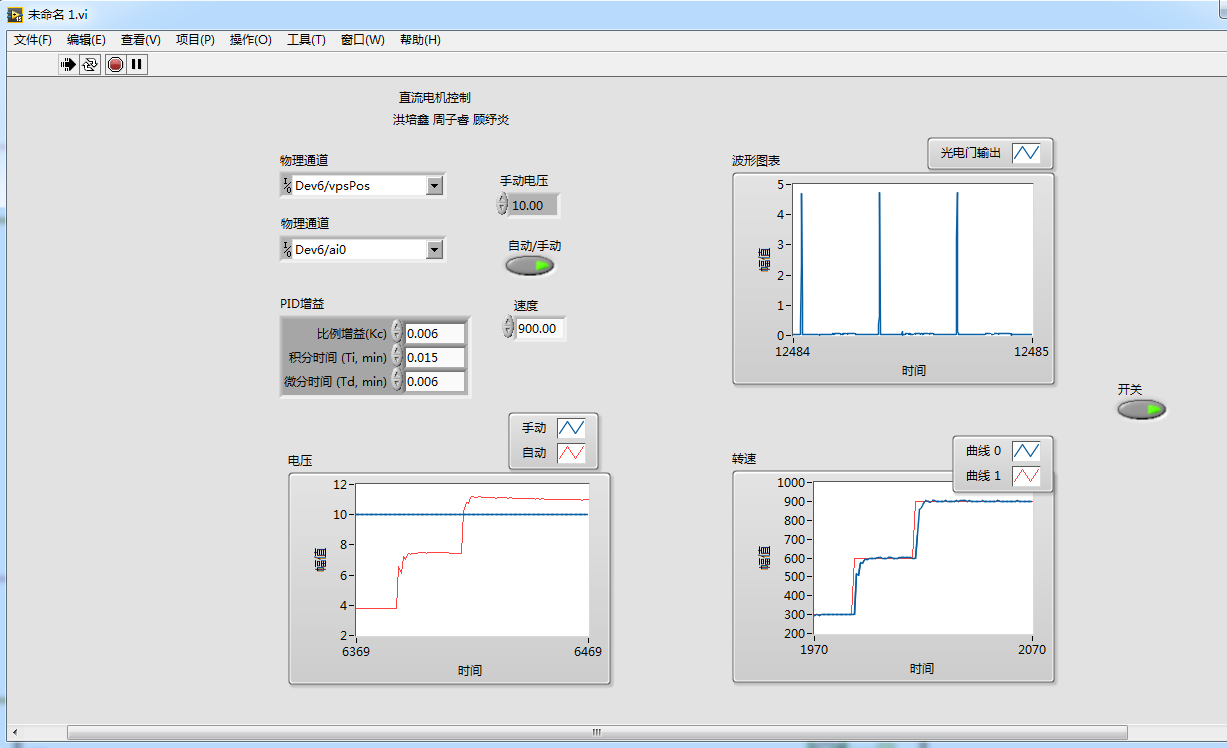 未命名 1.vi
文件(F) 编辑(E) 查看(V) 项目(P) 操作(O) 工具(T) 窗口(W) 帮助(H)
直流电机控制
洪培鑫 周子睿 顾纾炎
物理通道
Dev6/vpsPos
物理通道
Dev6/ai0
手动电压
10.00
自动/手动
速度
900.00
PID增益
比例增益(Kc) 0.006
积分时间 (Ti, min) 0.015
微分时间 (Td, min) 0.006
波形图表
光电门输出
幅值
5
4
3
2
1
0
12484 12485
时间
开关
电压
手动
自动
幅值
12
10
8
6
4
2
6369 6469
时间
转速
曲线 0
曲线 1
幅值
1000
900
800
700
600
500
400
300
200
1970 2070
时间